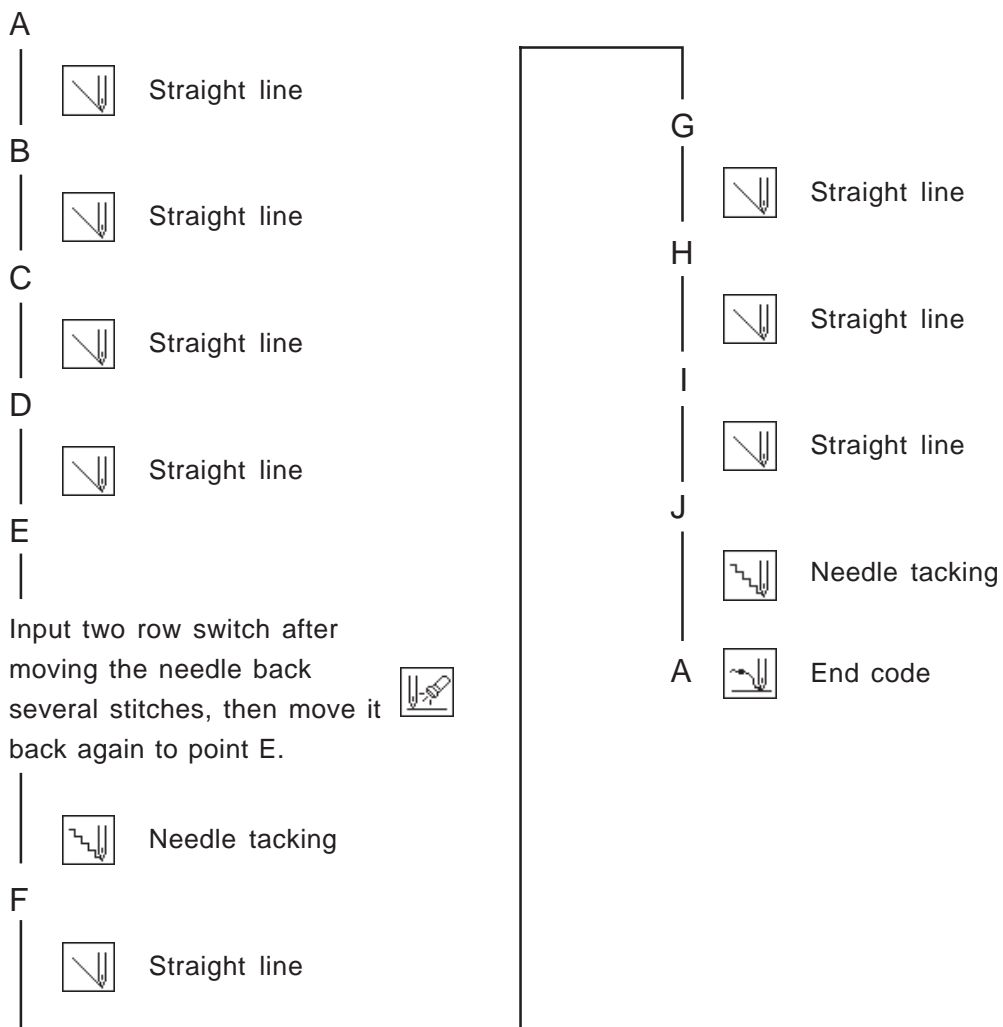 A
Straight line
B
Straight line
C
Straight line
D
Straight line
E
Input two row switch after
moving the needle back
several stitches, then move it
back again to point E.
Needle tacking
F
Straight line
G
Straight line
H
Straight line
I
Straight line
J
Needle tacking
A End code